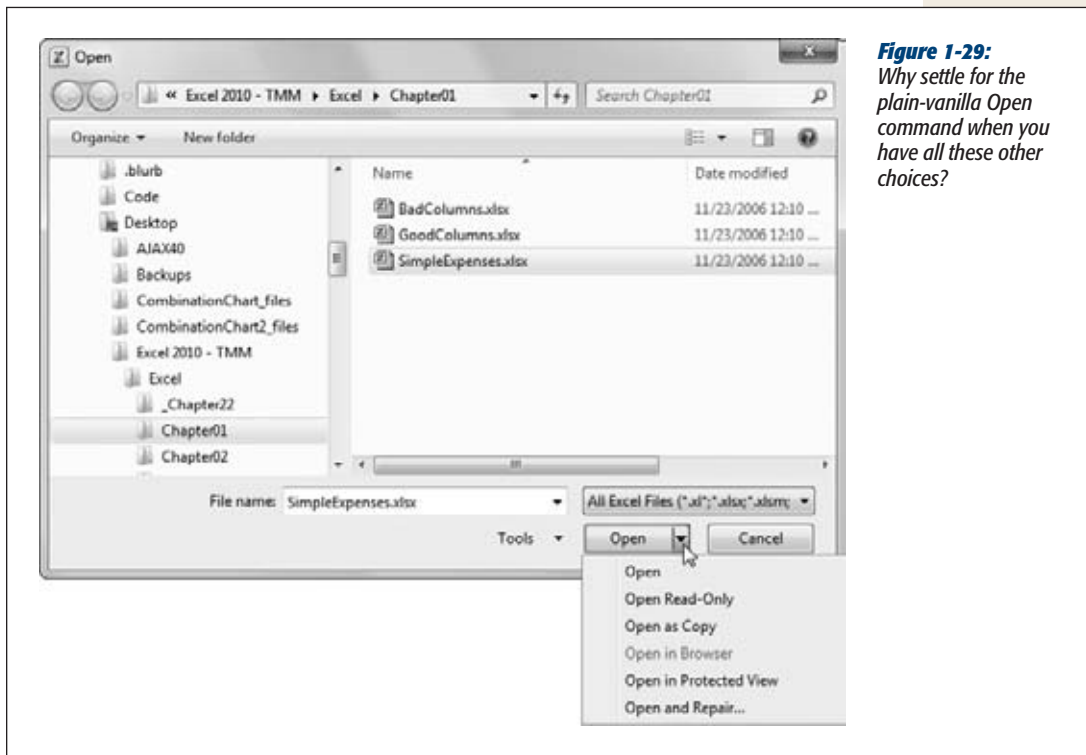 Open
« Excel 2010 - TMM ▸ Excel ▸ Chapter01
Search Chapter01
Organize
New folder
.blurb
Code
Desktop
AJAX40
Backups
CombinationChart_files
CombinationChart2_files
Excel 2010 - TMM
Excel
_Chapter22
Chapter01
Chapter02
Name
Date modified
BadColumns.xlsx
11/23/2006 12:10 ...
GoodColumns.xlsx
11/23/2006 12:10 ...
SimpleExpenses.xlsx
11/23/2006 12:10 ...
File name:
SimpleExpenses.xlsx
All Excel Files (*.xl*;*.xlsx;*.xlsm;
Tools
Open
Cancel
Open
Open Read-Only
Open as Copy
Open in Browser
Open in Protected View
Open and Repair...
Figure 1-29:
Why settle for the
plain-vanilla Open
command when you
have all these other
choices?